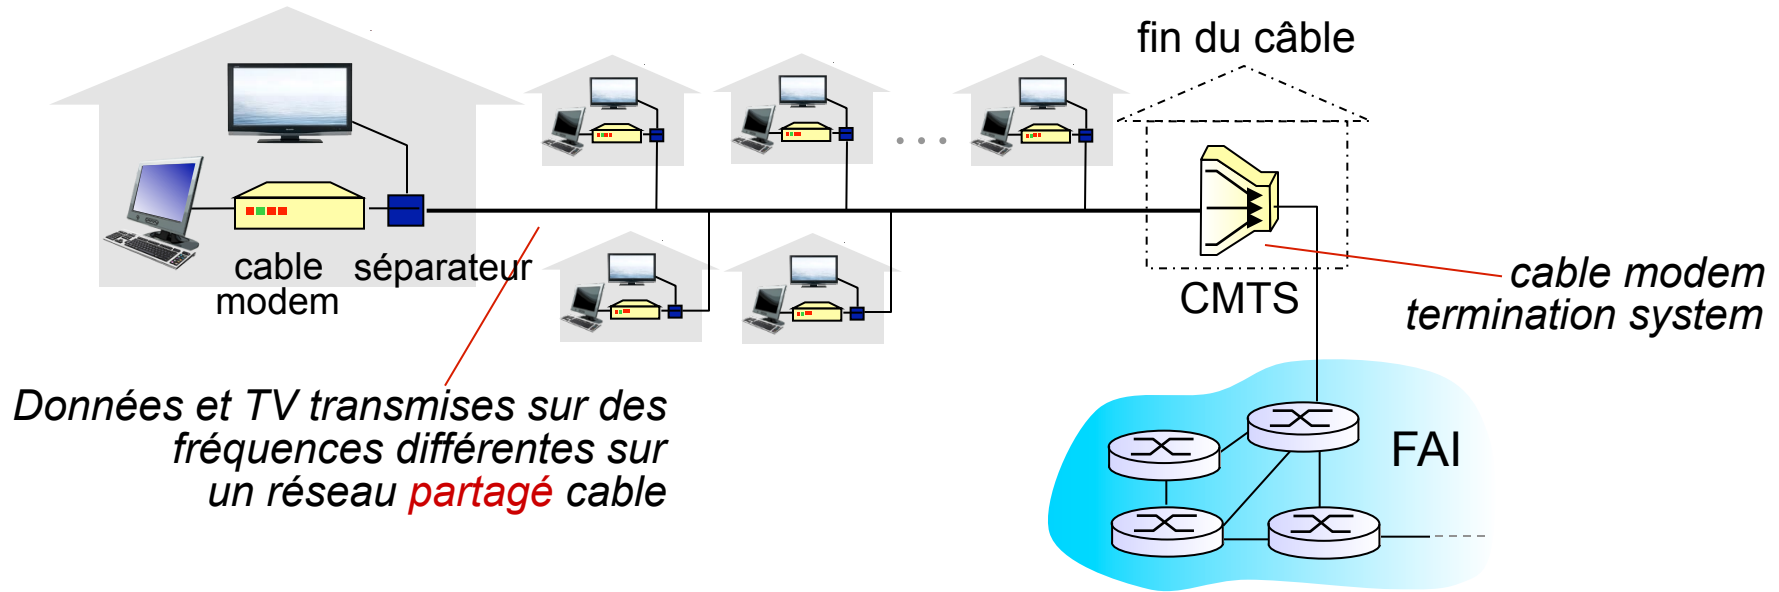 fin du câble
cable
modem
séparateur
CMTS
cable modem
termination system
Données et TV transmises sur des
fréquences différentes sur
un réseau partagé cable
FAI